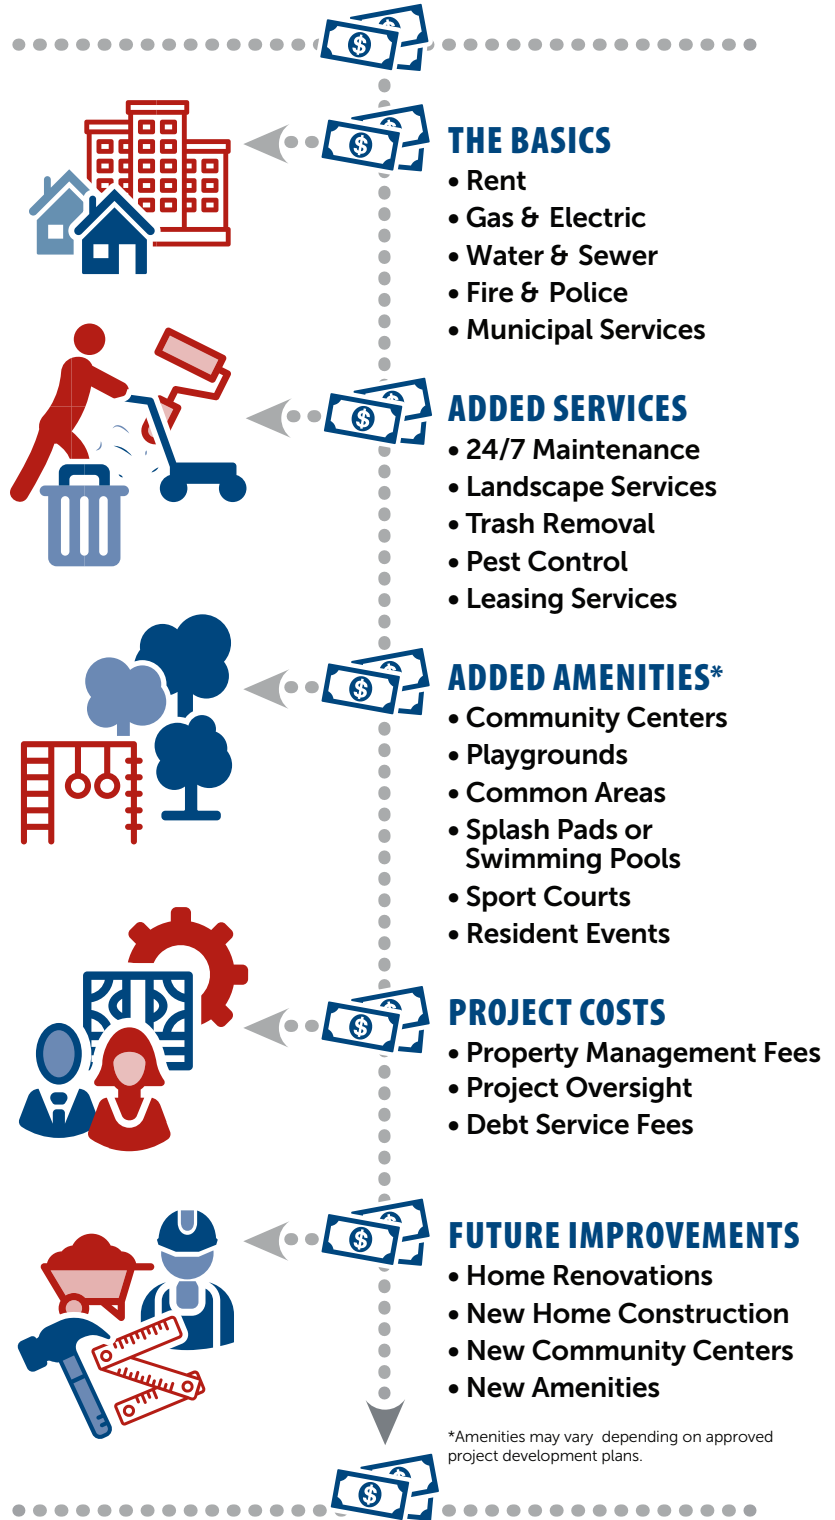 THE BASICS
• Rent
• Gas & Electric
• Water & Sewer
• Fire & Police
• Municipal Services
ADDED SERVICES
• 24/7 Maintenance
• Landscape Services
• Trash Removal
• Pest Control
• Leasing Services
ADDED AMENITIES*
• Community Centers
• Playgrounds
• Common Areas
• Splash Pads or
Swimming Pools
• Sport Courts
• Resident Events
PROJECT COSTS
• Property Management Fees
• Project Oversight
• Debt Service Fees
FUTURE IMPROVEMENTS
• Home Renovations
• New Home Construction
• New Community Centers
• New Amenities
*Amenities may vary depending on approved
project development plans.